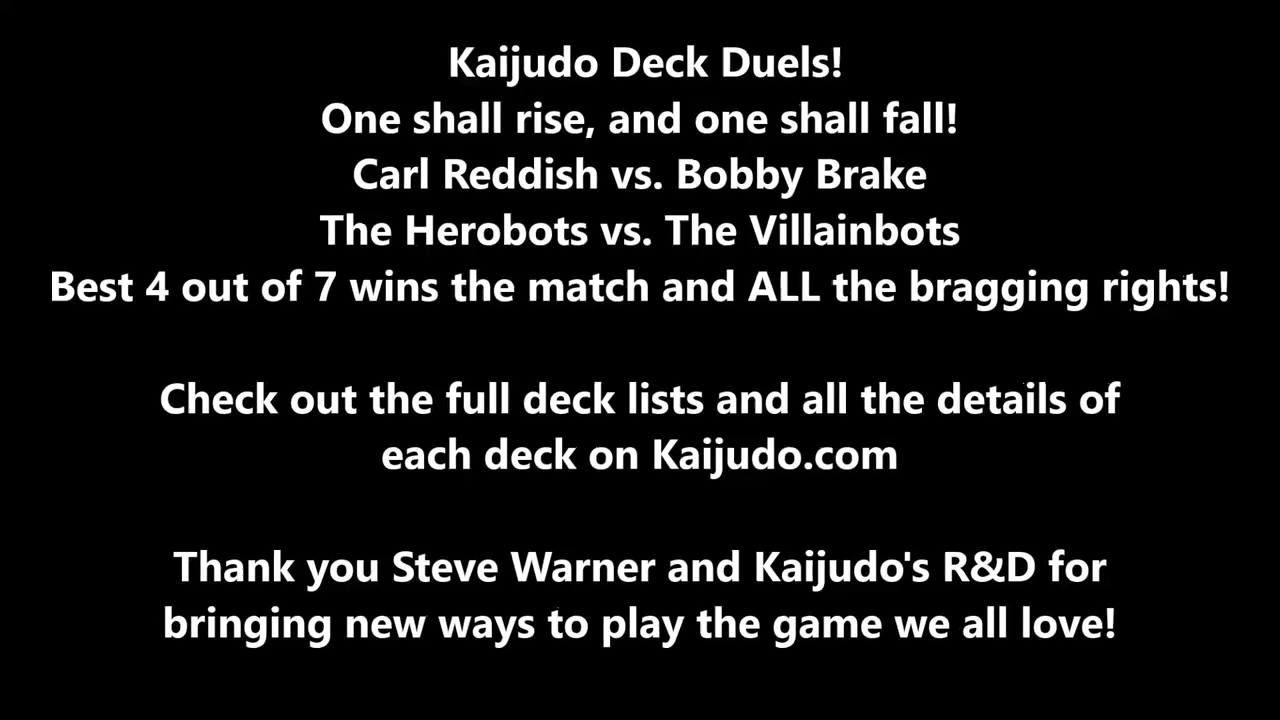 Kaijudo Deck Duels!
One shall rise, and one shall fall!
Carl Reddish vs. Bobby Brake
The Herobots vs. The Villainbots
Best 4 out of 7 wins the match and ALL the bragging rights!
Check out the full deck lists and all the details of
each deck on Kaijudo.com
Thank you Steve Warner and Kaijudo's R&D for
bringing new ways to play the game we all love!